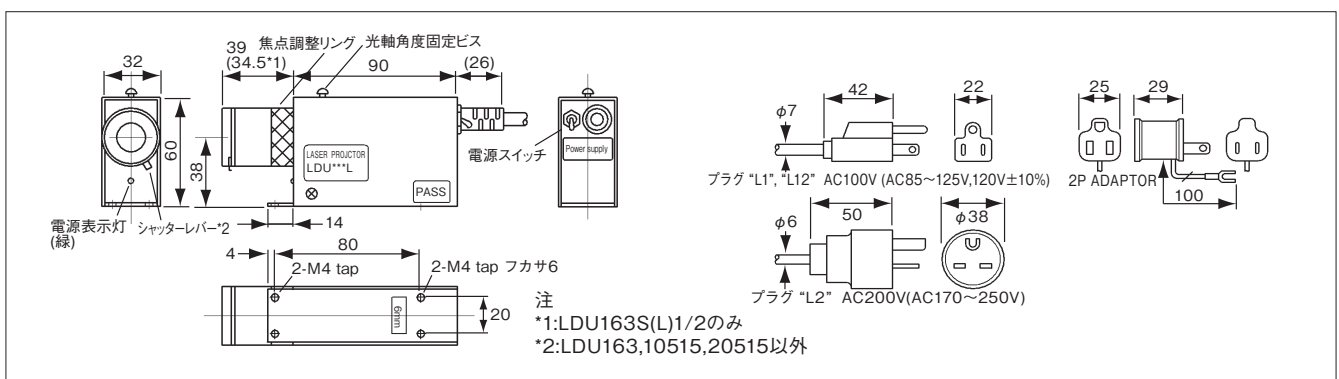 焦点調整リング
光軸角度固定ビス
39
(34.5*1)
90
(26)
32
60
38
LASER PROJCTOR
LDU***L
PASS
電源スイッチ
Power supply
電源表示灯
(緑)
シャッターレバー*2
14
4
80
2-M4 tap
2-M4 tap フカサ6
6mm
20
注
*1:LDU163S(L)1/2のみ
*2:LDU163,10515,20515以外
φ7
42
22
プラグ “L1”, “L12” AC100V (AC85～125V,120V±10%)
φ6
50
φ38
プラグ “L2” AC200V(AC170～250V)
25
29
2P ADAPTOR
100